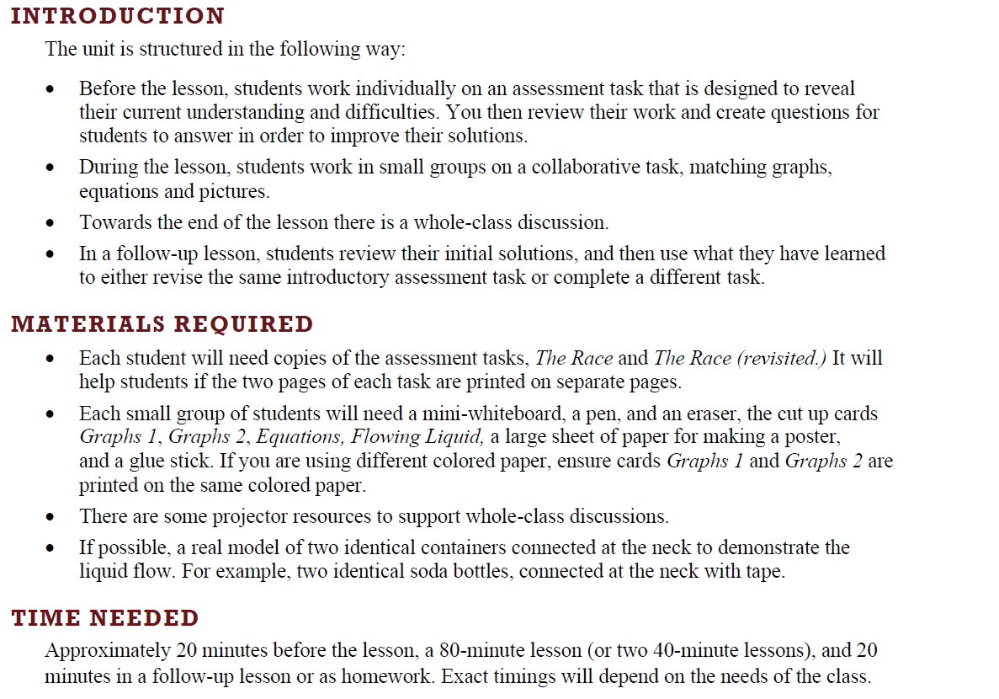 INTRODUCTION
The unit is structured in the following way:
• Before the lesson, students work individually on an assessment task that is designed to reveal
their current understanding and difficulties. You then review their work and create questions for
students to answer in order to improve their solutions.
• During the lesson, students work in small groups on a collaborative task, matching graphs,
equations and pictures.
• Towards the end of the lesson there is a whole-class discussion.
• In a follow-up lesson, students review their initial solutions, and then use what they have learned
to either revise the same introductory assessment task or complete a different task.
MATERIALS REQUIRED
• Each student will need copies of the assessment tasks, The Race and The Race (revisited.) It will
help students if the two pages of each task are printed on separate pages.
• Each small group of students will need a mini-whiteboard, a pen, and an eraser, the cut up cards
Graphs 1, Graphs 2, Equations, Flowing Liquid, a large sheet of paper for making a poster,
and a glue stick. If you are using different colored paper, ensure cards Graphs 1 and Graphs 2 are
printed on the same colored paper.
• There are some projector resources to support whole-class discussions.
• If possible, a real model of two identical containers connected at the neck to demonstrate the
liquid flow. For example, two identical soda bottles, connected at the neck with tape.
TIME NEEDED
Approximately 20 minutes before the lesson, a 80-minute lesson (or two 40-minute lessons), and 20
minutes in a follow-up lesson or as homework. Exact timings will depend on the needs of the class.